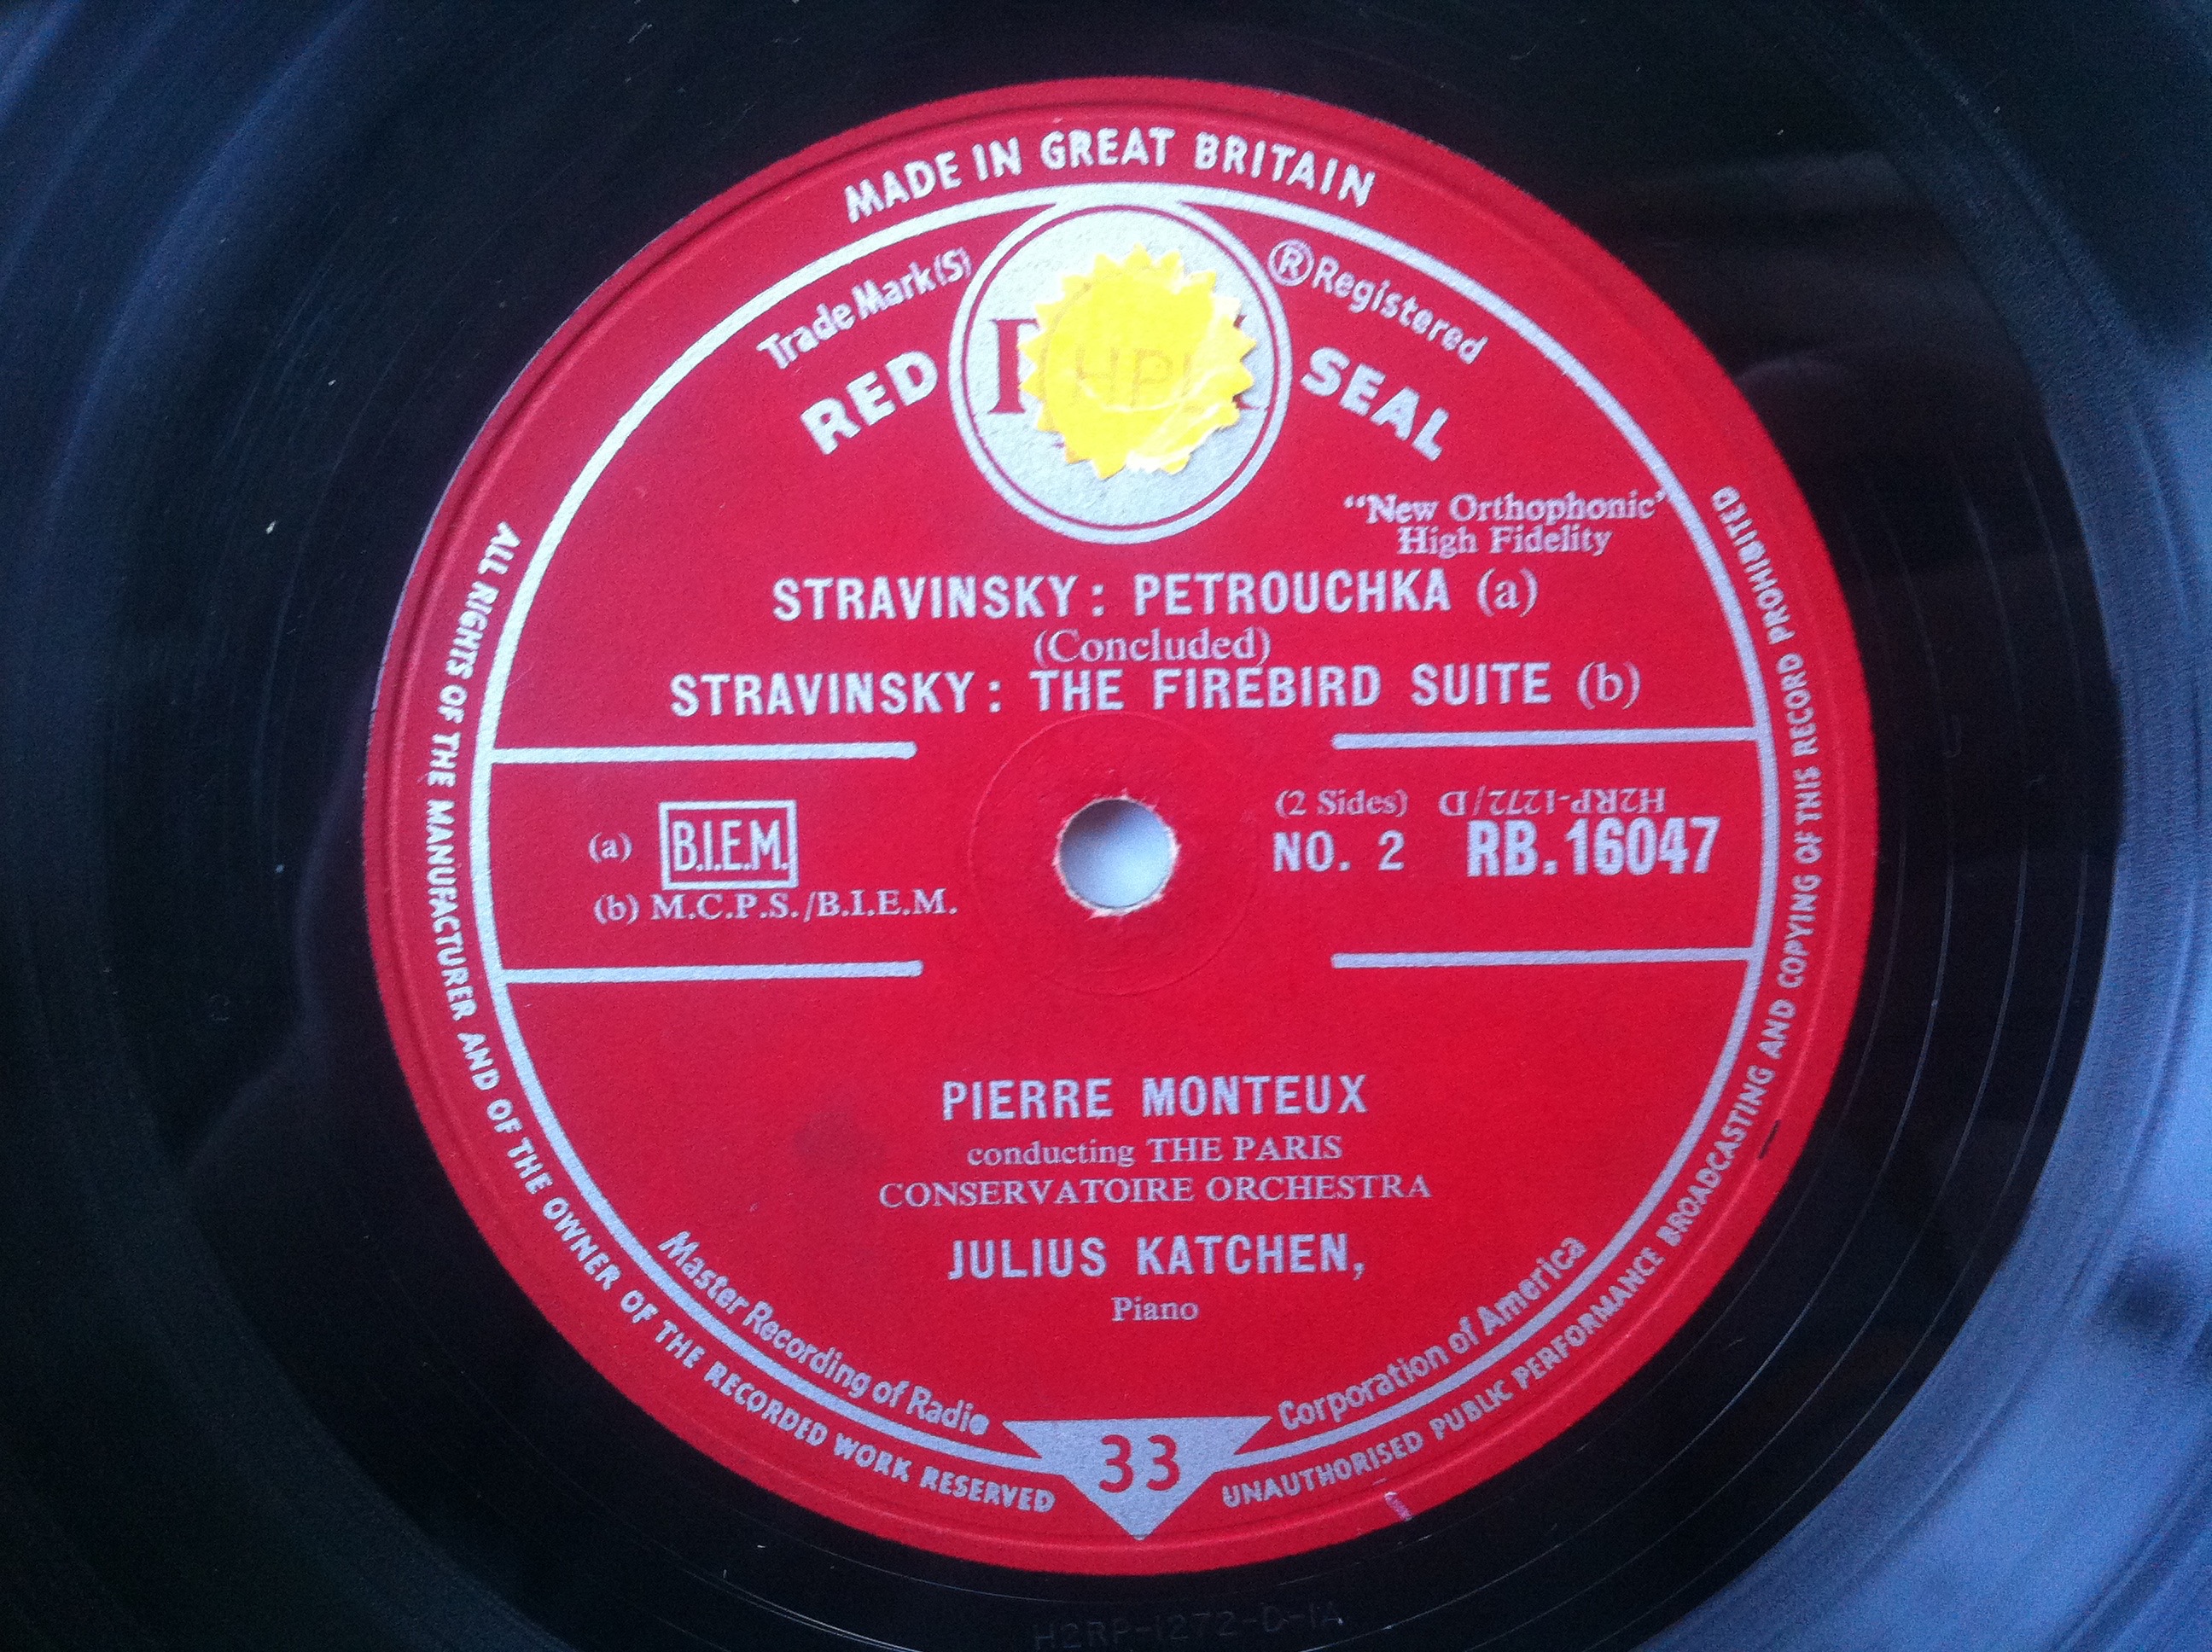 MADE IN GREAT BRITAIN
Trade Mark(S)
® Registered
RED
SEAL
"New Orthophonic"
High Fidelity
STRAVINSKY: PETROUCHKA (a)
(Concluded)
STRAVINSKY: THE FIREBIRD SUITE (b)
(a) B.I.E.M.
(b) M.C.P.S./B.I.E.M.
(2 Sides) H2RP-1272/D
NO. 2 RB.16047
PIERRE MONTEUX
conducting THE PARIS
CONSERVATOIRE ORCHESTRA
JULIUS KATCHEN,
Piano
Master Recording of Radio
Corporation of America
33
ALL RIGHTS OF THE MANUFACTURER AND OF THE OWNER OF THE RECORDED WORK RESERVED
UNAUTHORISED PUBLIC PERFORMANCE BROADCASTING AND COPYING OF THIS RECORD PROHIBITED
H2RP-1272-D-1A